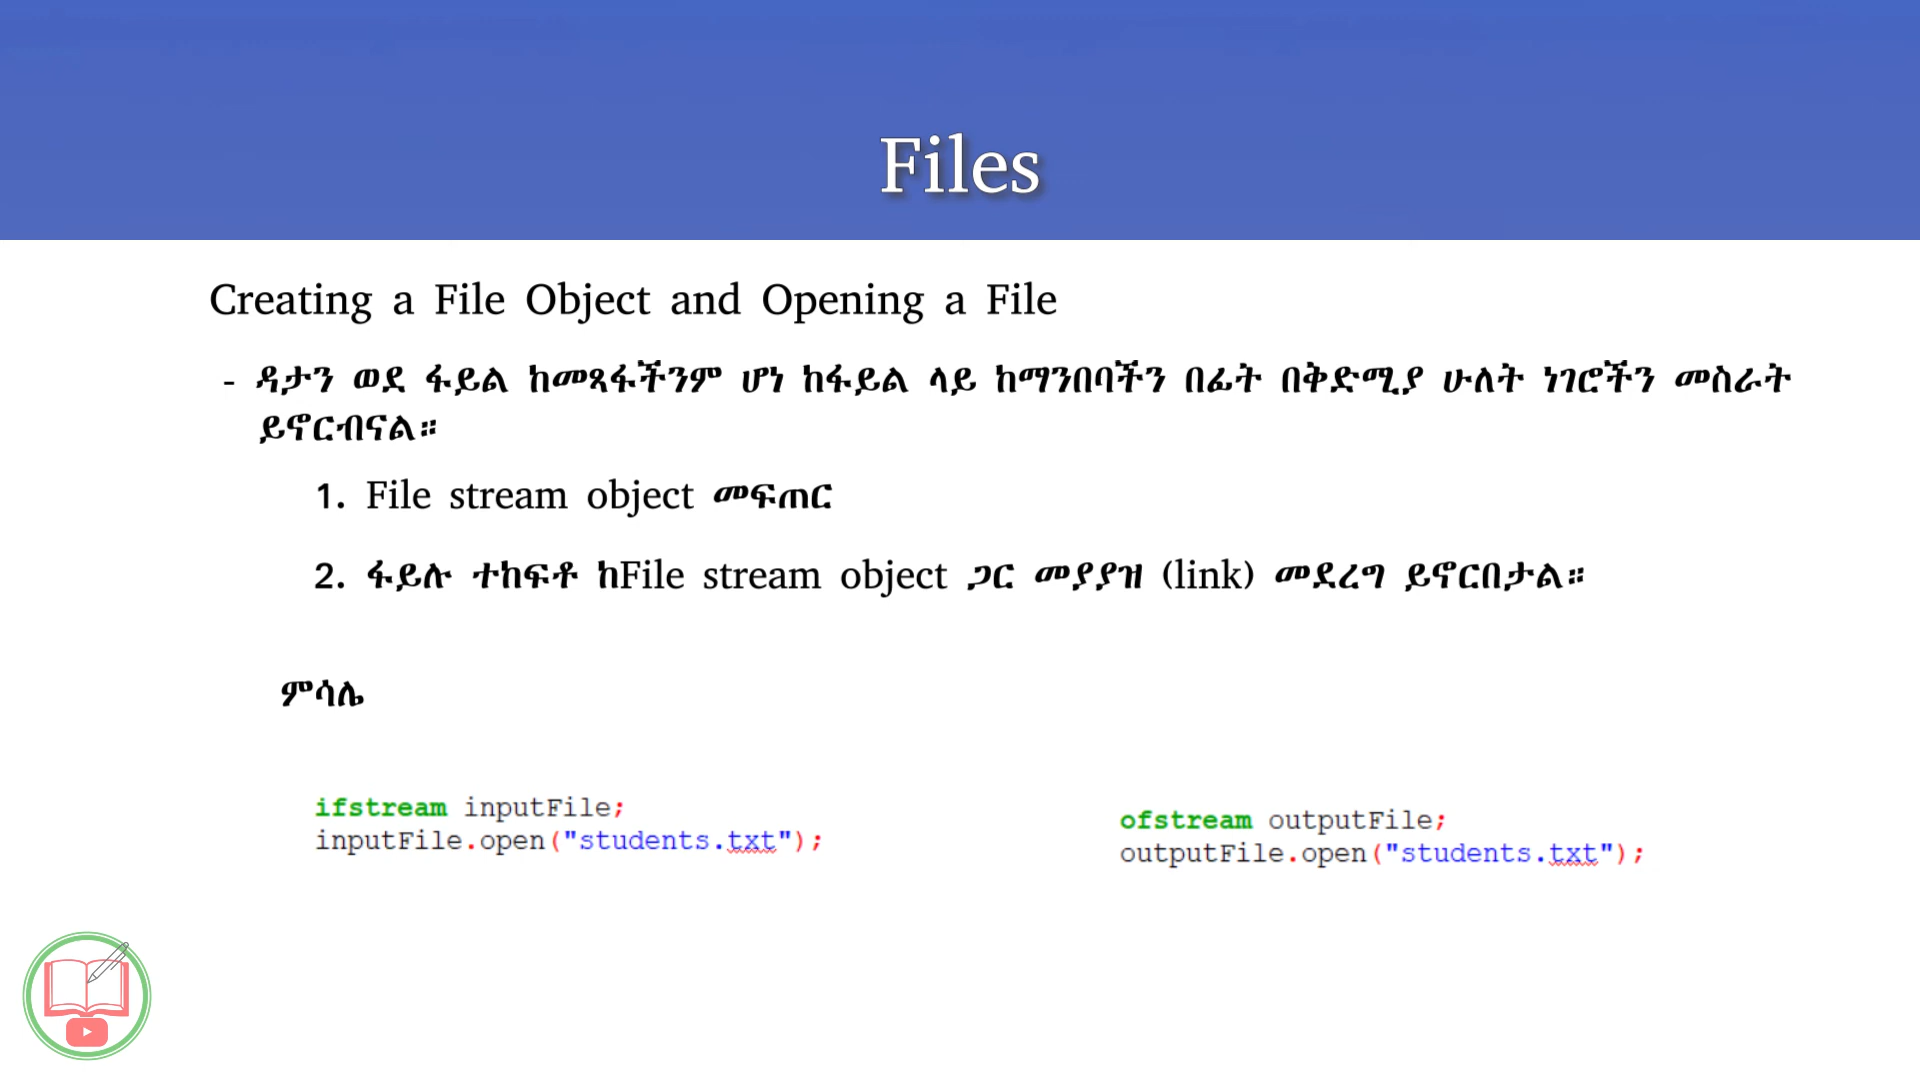 Files
Creating a File Object and Opening a File
- ዳታን ወደ ፋይል ከመጻፋችንም ሆነ ከፋይል ላይ ከማንበባችን በፊት በቅድሚያ ሁለት ነገሮችን መስራት
ይኖርብናል።
1. File stream object መፍጠር
2. ፋይሉ ተከፍቶ ከFile stream object ጋር መያያዝ (link) መደረግ ይኖርበታል።
ምሳሌ
ifstream inputFile;
inputFile.open("students.txt");
ofstream outputFile;
outputFile.open("students.txt");